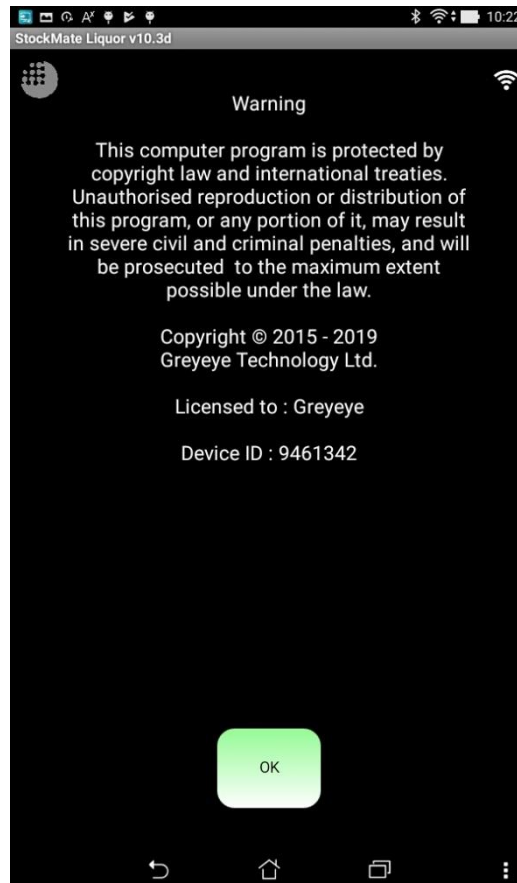 10:22
StockMate Liquor v10.3d
Warning
This computer program is protected by
copyright law and international treaties.
Unauthorised reproduction or distribution of
this program, or any portion of it, may result
in severe civil and criminal penalties, and will
be prosecuted  to the maximum extent
possible under the law.
Copyright © 2015 - 2019
Greyeye Technology Ltd.
Licensed to : Greyeye
Device ID : 9461342
OK